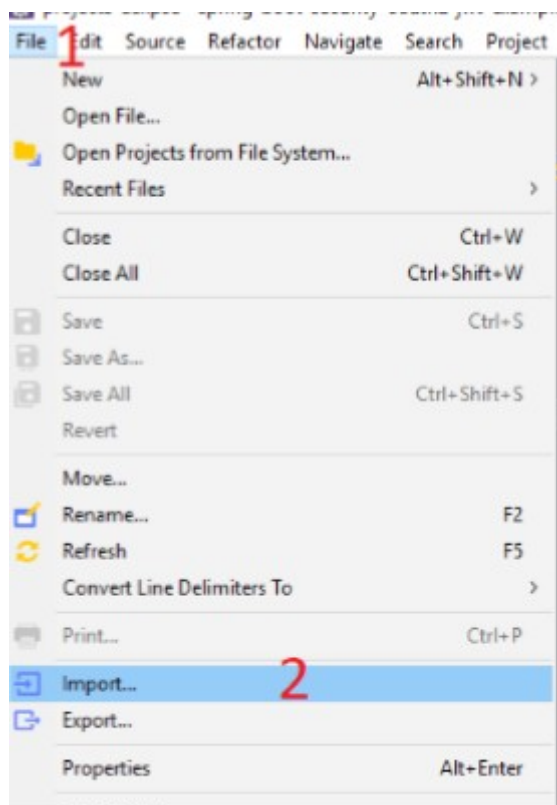 File 1 Edit Source Refactor Navigate Search Project
New Alt+Shift+N >
Open File...
Open Projects from File System...
Recent Files >
Close Ctrl+W
Close All Ctrl+Shift+W
Save Ctrl+S
Save As...
Save All Ctrl+Shift+S
Revert
Move...
Rename... F2
Refresh F5
Convert Line Delimiters To >
Print... Ctrl+P
Import... 2
Export...
Properties Alt+Enter